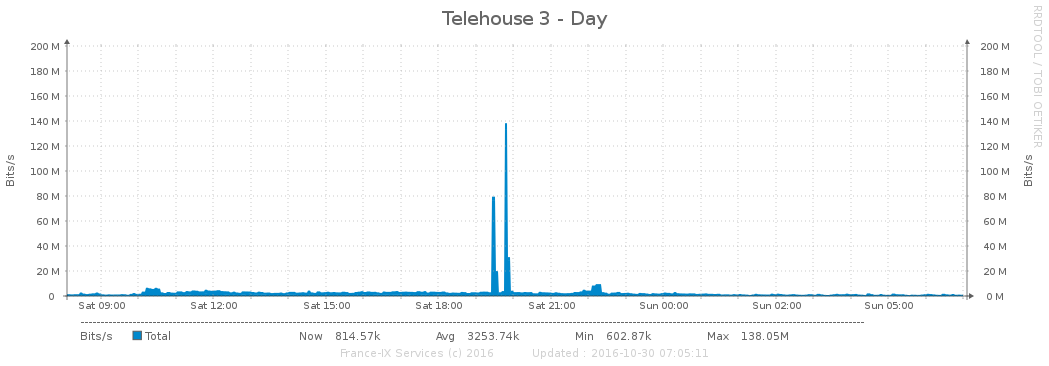 Telehouse 3 - Day
RRDTOOL / TOBI OETIKER
200 M 200 M
180 M 180 M
160 M 160 M
140 M 140 M
120 M 120 M
100 M 100 M
80 M 80 M
60 M 60 M
40 M 40 M
20 M 20 M
0 0 M
Bits/s
Bits/s
Sat 09:00 Sat 12:00 Sat 15:00 Sat 18:00 Sat 21:00 Sun 00:00 Sun 02:00 Sun 05:00
Bits/s Total Now 814.57k Avg 3253.74k Min 602.87k Max 138.05M
France-IX Services (c) 2016 Updated : 2016-10-30 07:05:11